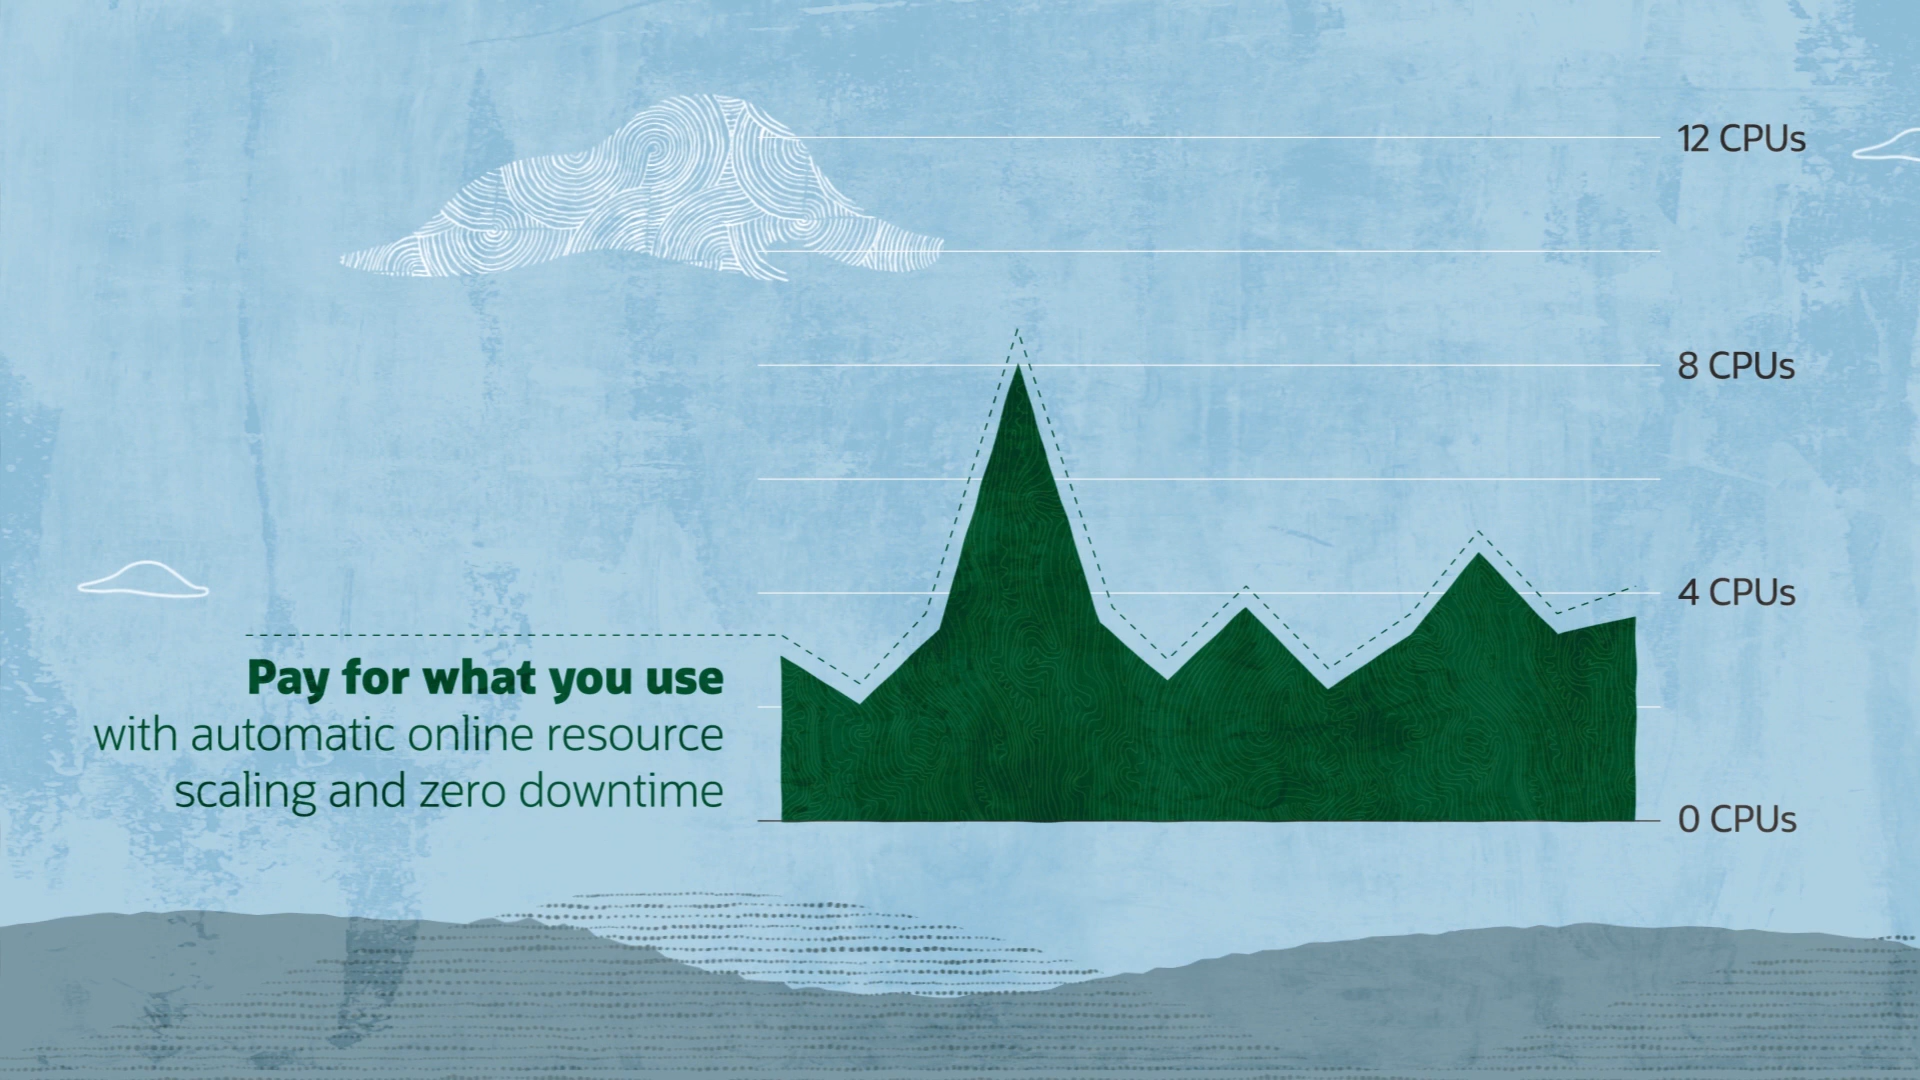 12 CPUs
8 CPUs
4 CPUs
Pay for what you use
with automatic online resource
scaling and zero downtime
0 CPUs